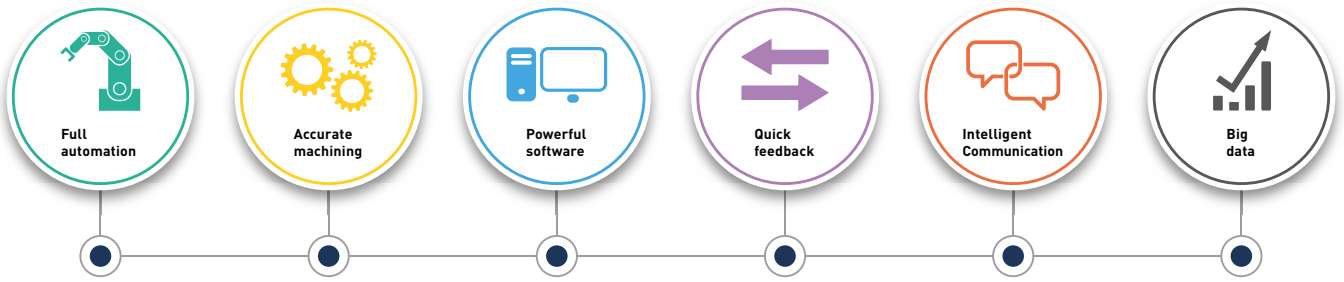 Full
automation
Accurate
machining
Powerful
software
Quick
feedback
Intelligent
Communication
Big
data